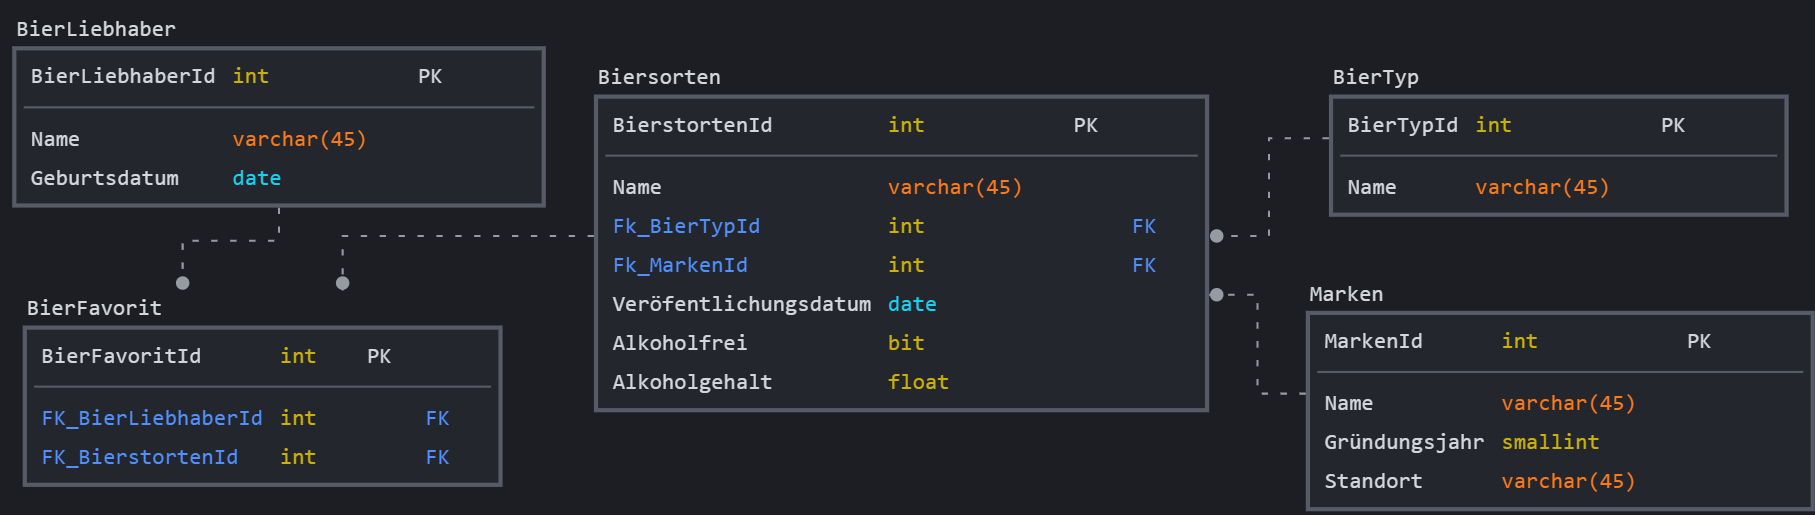 BierLiebhaber
BierLiebhaberId int PK
Name varchar(45)
Geburtsdatum date
BierFavorit
BierFavoritId int PK
FK_BierLiebhaberId int FK
FK_BierstortenId int FK
Biersorten
BierstortenId int PK
Name varchar(45)
Fk_BierTypId int FK
Fk_MarkenId int FK
Veröfentlichungsdatum date
Alkoholfrei bit
Alkoholgehalt float
BierTyp
BierTypId int PK
Name varchar(45)
Marken
MarkenId int PK
Name varchar(45)
Gründungsjahr smallint
Standort varchar(45)